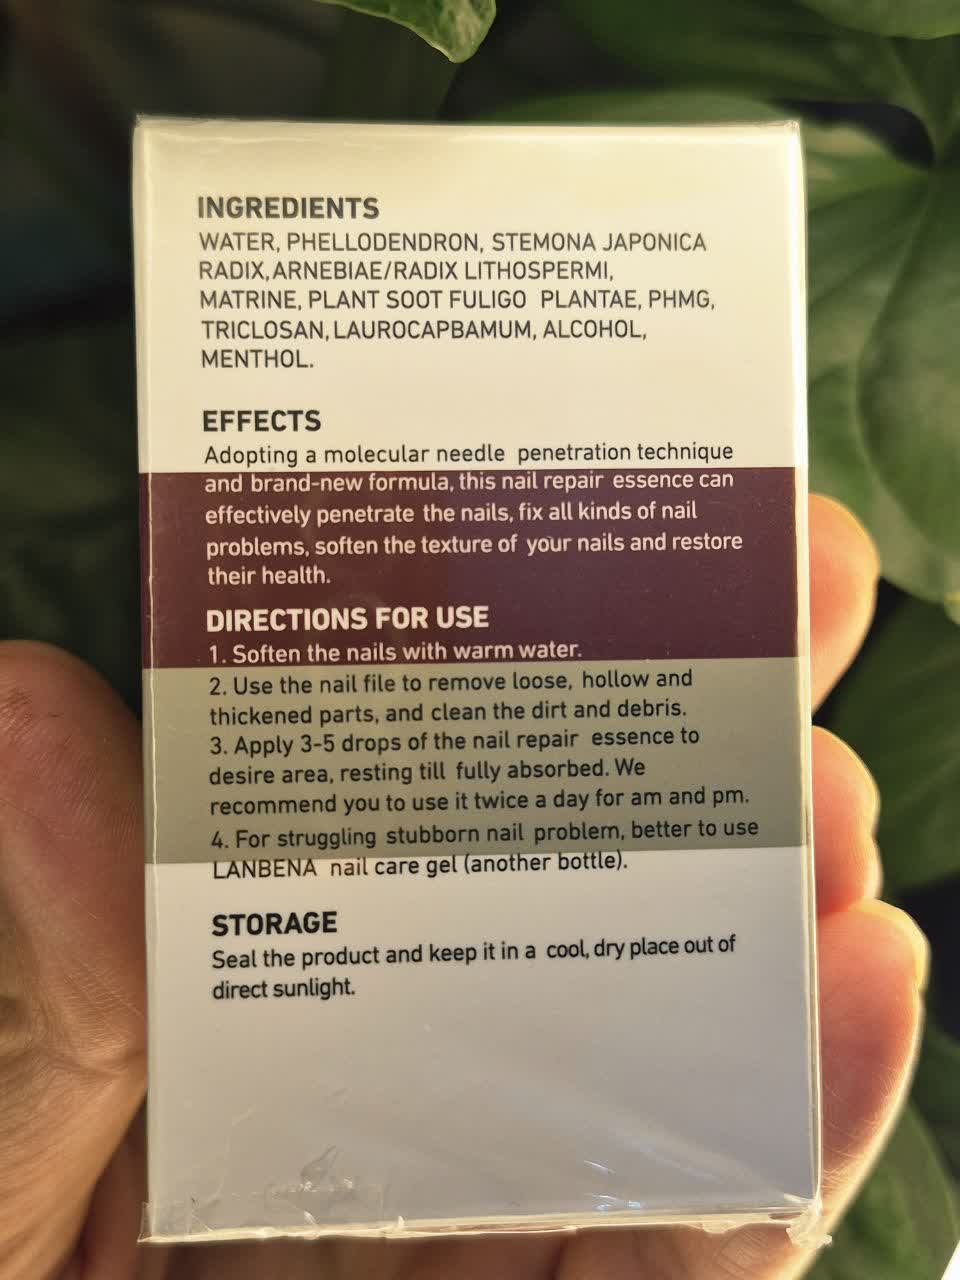 INGREDIENTS
WATER, PHELLODENDRON, STEMONA JAPONICA
RADIX, ARNEBIAE/RADIX LITHOSPERMI,
MATRINE, PLANT SOOT FULIGO PLANTAE, PHMG,
TRICLOSAN, LAUROCAPBAMUM, ALCOHOL,
MENTHOL.
EFFECTS
Adopting a molecular needle penetration technique
and brand-new formula, this nail repair essence can
effectively penetrate the nails, fix all kinds of nail
problems, soften the texture of your nails and restore
their health.
DIRECTIONS FOR USE
1. Soften the nails with warm water.
2. Use the nail file to remove loose, hollow and
thickened parts, and clean the dirt and debris.
3. Apply 3-5 drops of the nail repair essence to
desire area, resting till fully absorbed. We
recommend you to use it twice a day for am and pm.
4. For struggling stubborn nail problem, better to use
LANBENA nail care gel (another bottle).
STORAGE
Seal the product and keep it in a cool, dry place out of
direct sunlight.